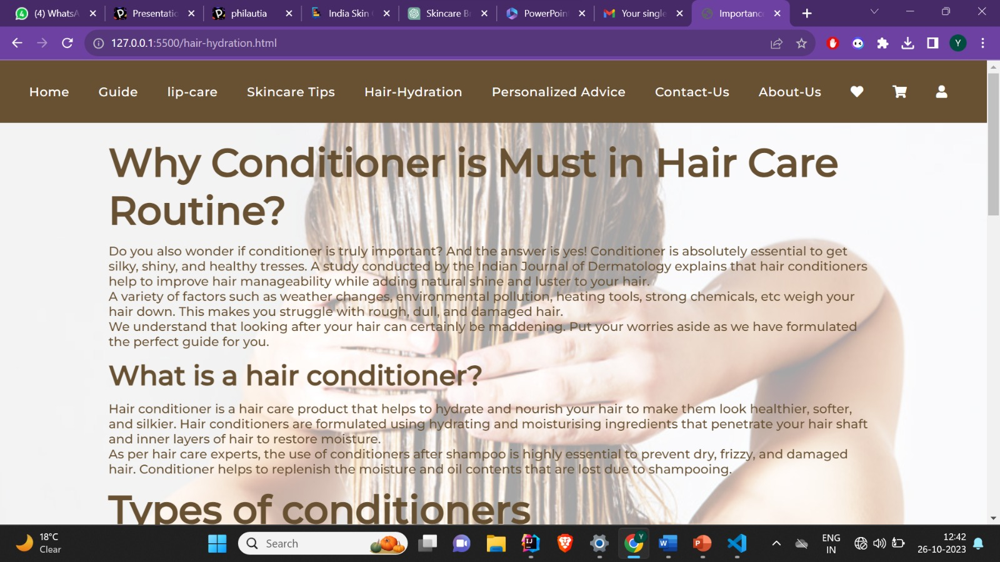 (4) WhatsA
Presentatio
philautia
India Skin
Skincare B
PowerPoin
Your single
Importanc
127.0.0.1:5500/hair-hydration.html
Y
Home Guide lip-care Skincare Tips Hair-Hydration Personalized Advice Contact-Us About-Us
Why Conditioner is Must in Hair Care
Routine?
Do you also wonder if conditioner is truly important? And the answer is yes! Conditioner is absolutely essential to get
silky, shiny, and healthy tresses. A study conducted by the Indian Journal of Dermatology explains that hair conditioners
help to improve hair manageability while adding natural shine and luster to your hair.
A variety of factors such as weather changes, environmental pollution, heating tools, strong chemicals, etc weigh your
hair down. This makes you struggle with rough, dull, and damaged hair.
We understand that looking after your hair can certainly be maddening. Put your worries aside as we have formulated
the perfect guide for you.
What is a hair conditioner?
Hair conditioner is a hair care product that helps to hydrate and nourish your hair to make them look healthier, softer,
and silkier. Hair conditioners are formulated using hydrating and moisturising ingredients that penetrate your hair shaft
and inner layers of hair to restore moisture.
As per hair care experts, the use of conditioners after shampoo is highly essential to prevent dry, frizzy, and damaged
hair. Conditioner helps to replenish the moisture and oil contents that are lost due to shampooing.
Types of conditioners
18°C
Clear
Search
ENG
IN
12:42
26-10-2023